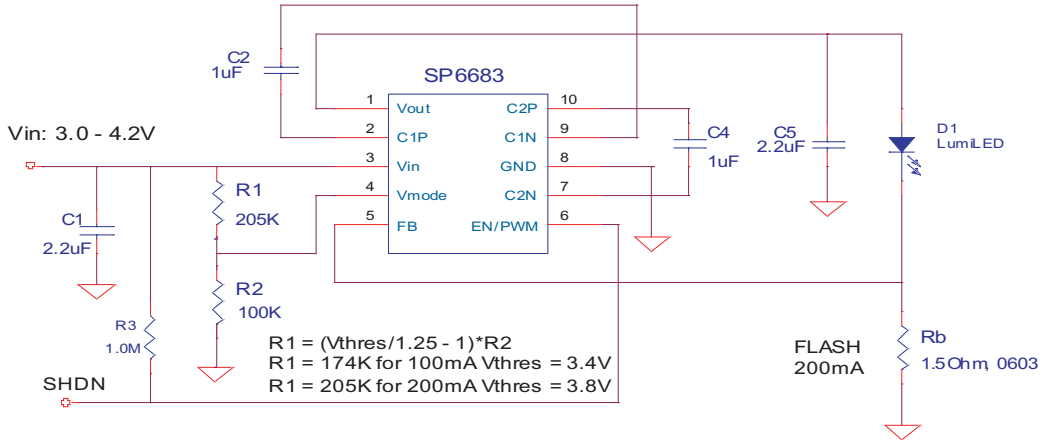 C2
1uF
SP6683
1
Vout
C2P
10
2
C1P
C1N
9
3
Vin
GND
8
4
Vmode
C2N
7
5
FB
EN/PWM
6
Vin: 3.0 - 4.2V
C4
1uF
C5
2.2uF
D1
LumiLED
C1
2.2uF
R1
205K
R2
100K
R3
1.0M
R1 = (Vthres/1.25 - 1)*R2
R1 = 174K for 100mA Vthres = 3.4V
R1 = 205K for 200mA Vthres = 3.8V
SHDN
FLASH
200mA
Rb
1.5Ohm, 0603